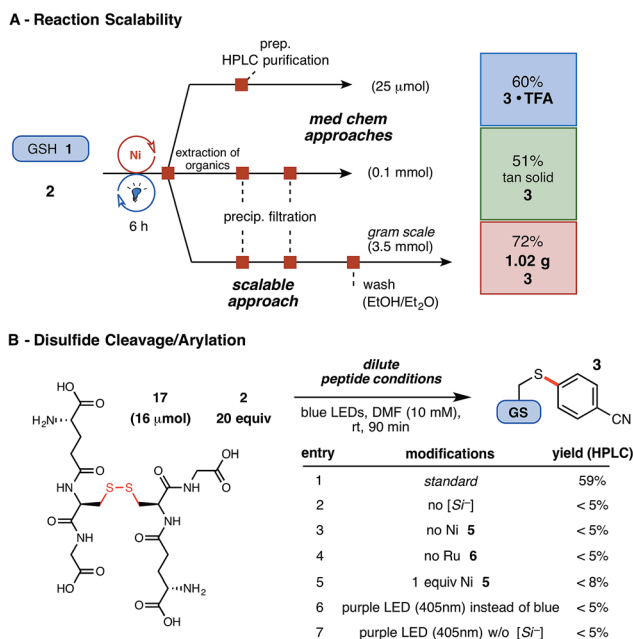 A - Reaction Scalability
prep.
HPLC purification
(25 μmol)
60%
3 • TFA
med chem
approaches
GSH 1
Ni
extraction of
organics
(0.1 mmol)
51%
tan solid
3
2
6 h
precip. filtration
gram scale
(3.5 mmol)
72%
1.02 g
3
scalable
approach
wash
(EtOH/Et2O)
B - Disulfide Cleavage/Arylation
HO
O
H2N
O
HN
S–S
O
NH
O
HO
O
NH
OH
O
NH
O
NH2
O
OH
17
(16 μmol)
2
20 equiv
dilute
peptide conditions
blue LEDs, DMF (10 mM),
rt, 90 min
3
S
GS
CN
entry modifications yield (HPLC)
1 standard 59%
2 no [Si–] < 5%
3 no Ni 5 < 5%
4 no Ru 6 < 5%
5 1 equiv Ni 5 < 8%
6 purple LED (405nm) instead of blue < 5%
7 purple LED (405nm) w/o [Si–] < 5%